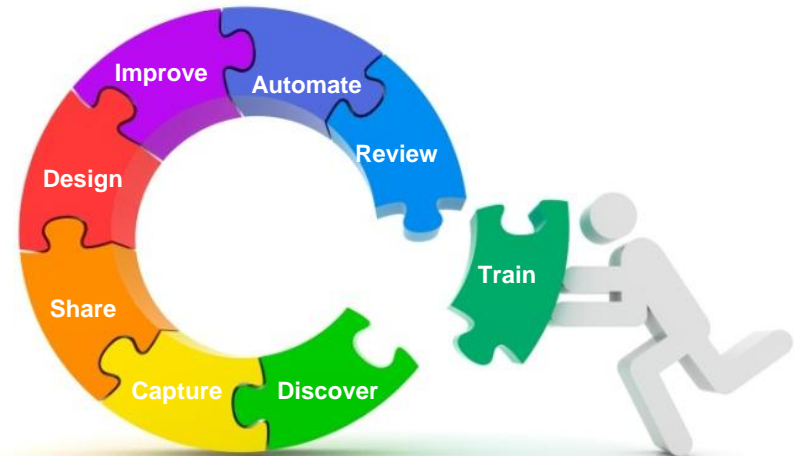 Improve
Automate
Review
Design
Train
Share
Capture
Discover